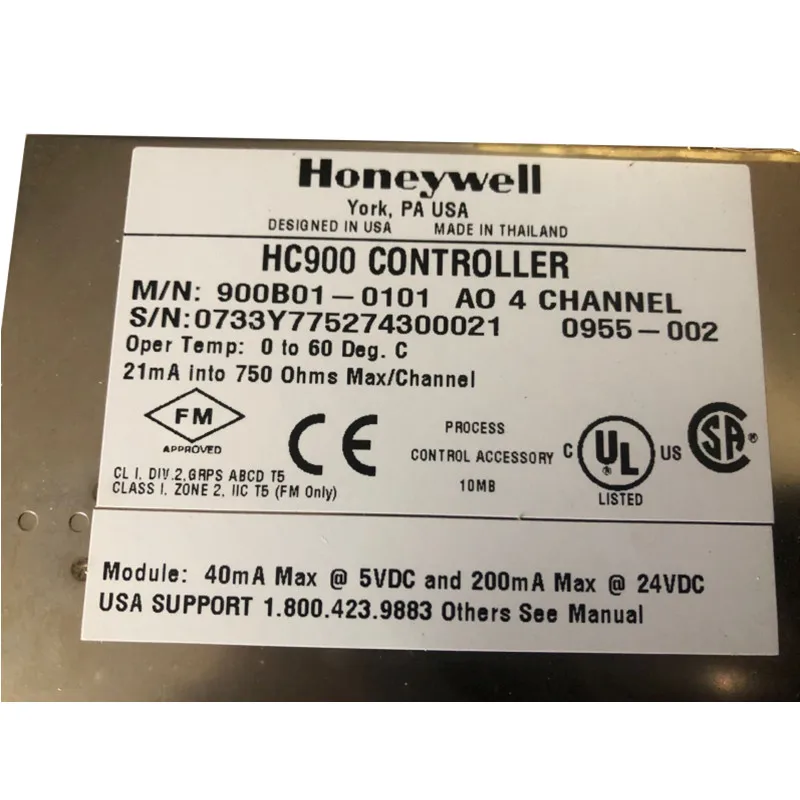 Honeywell
York, PA USA
DESIGNED IN USA MADE IN THAILAND
HC900 CONTROLLER
M/N: 900B01-0101 AO 4 CHANNEL
S/N:0733Y775274300021 0955-002
Oper Temp: 0 to 60 Deg. C
21mA into 750 Ohms Max/Channel
FM
APPROVED
CL I, DIV.2,GRPS ABCD T5
CLASS I, ZONE 2, IIC T5 (FM Only)
CE
PROCESS
CONTROL ACCESSORY
10MB
C UL US
LISTED
SA
Module: 40mA Max @ 5VDC and 200mA Max @ 24VDC
USA SUPPORT 1.800.423.9883 Others See Manual